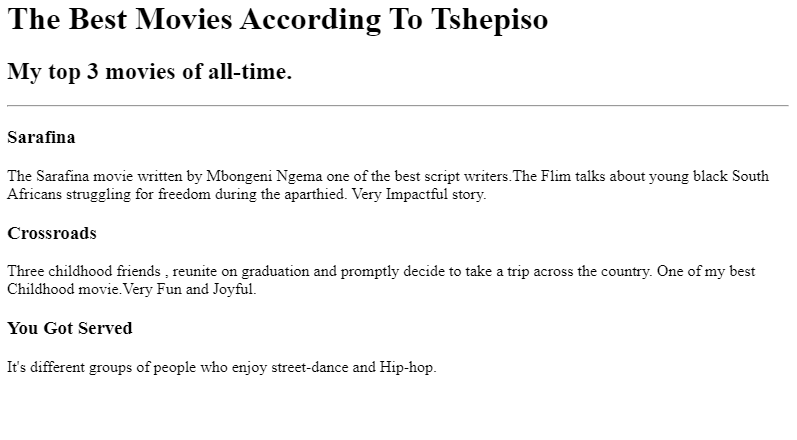 The Best Movies According To Tshepiso
My top 3 movies of all-time.
Sarafina
The Sarafina movie written by Mbongeni Ngema one of the best script writers.The Flim talks about young black South
Africans struggling for freedom during the aparthied. Very Impactful story.
Crossroads
Three childhood friends , reunite on graduation and promptly decide to take a trip across the country. One of my best
Childhood movie.Very Fun and Joyful.
You Got Served
It's different groups of people who enjoy street-dance and Hip-hop.